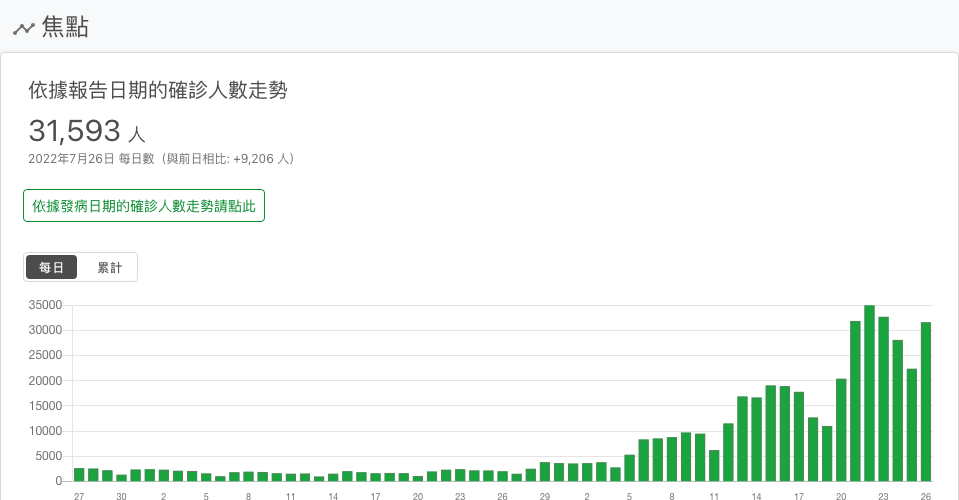 焦點
依據報告日期的確診人數走勢
31,593 人
2022年7月26日 每日數（與前日相比: +9,206 人）
依據發病日期的確診人數走勢請點此
每日 累計
35000
30000
25000
20000
15000
10000
5000
0
27 30 2 5 8 11 14 17 20 23 26 29 2 5 8 11 14 17 20 23 26